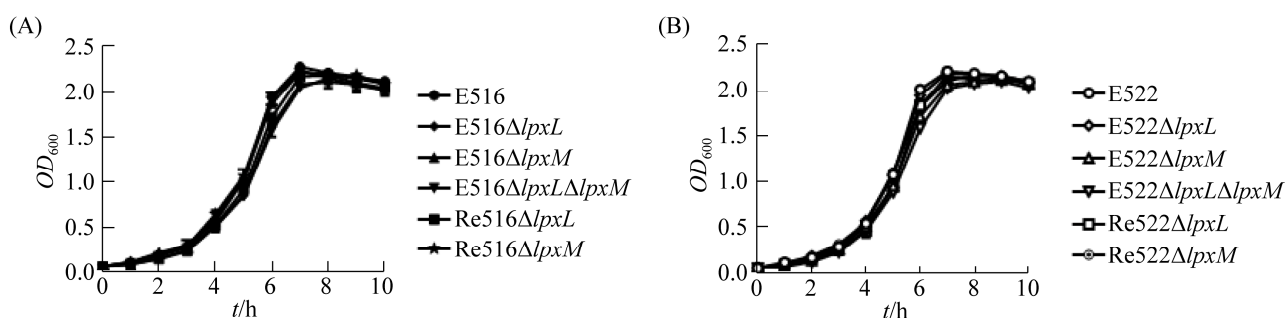 (A)
OD600
2.5
2.0
1.5
1.0
0.5
0.0
0 2 4 6 8 10
t/h
E516
E516ΔlpxL
E516ΔlpxM
E516ΔlpxLΔlpxM
Re516ΔlpxL
Re516ΔlpxM
(B)
OD600
2.5
2.0
1.5
1.0
0.5
0.0
0 2 4 6 8 10
t/h
E522
E522ΔlpxL
E522ΔlpxM
E522ΔlpxLΔlpxM
Re522ΔlpxL
Re522ΔlpxM